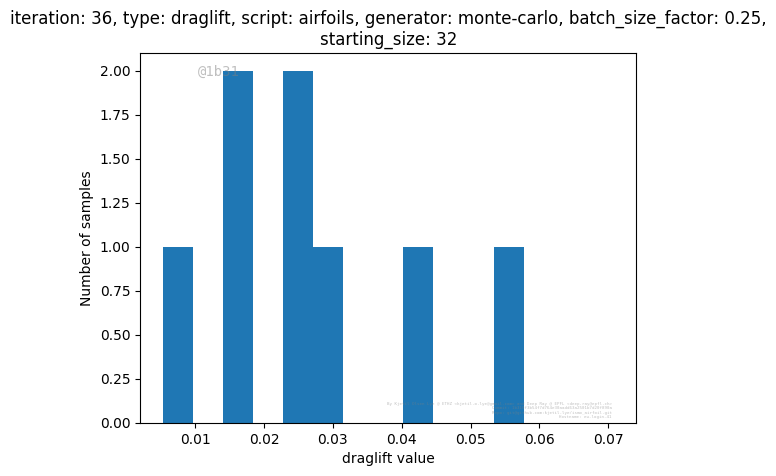 iteration: 36, type: draglift, script: airfoils, generator: monte-carlo, batch_size_factor: 0.25,
starting_size: 32
@1b31
2.00
1.75
1.50
1.25
1.00
0.75
0.50
0.25
0.00
Number of samples
0.01 0.02 0.03 0.04 0.05 0.06 0.07
draglift value